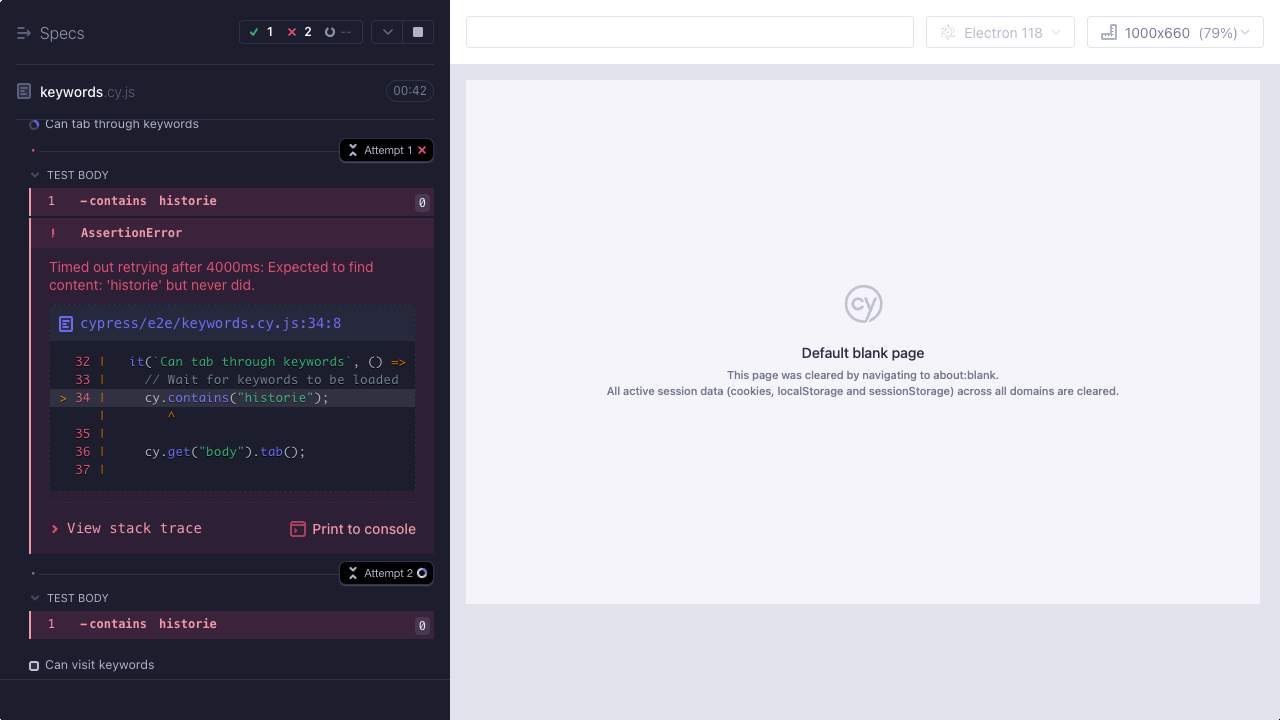 Specs
1 2 --
keywords.cy.js 00:42
Can tab through keywords
Attempt 1
TEST BODY
1 -contains historie 0
! AssertionError
Timed out retrying after 4000ms: Expected to find
content: 'historie' but never did.
cypress/e2e/keywords.cy.js:34:8
32 | it(`Can tab through keywords`, () =>
33 | // Wait for keywords to be loaded
> 34 | cy.contains("historie");
| ^
35 |
36 | cy.get("body").tab();
37 |
View stack trace
Print to console
Attempt 2
TEST BODY
1 -contains historie 0
Can visit keywords
Electron 118
1000x660 (79%)
cy
Default blank page
This page was cleared by navigating to about:blank.
All active session data (cookies, localStorage and sessionStorage) across all domains are cleared.